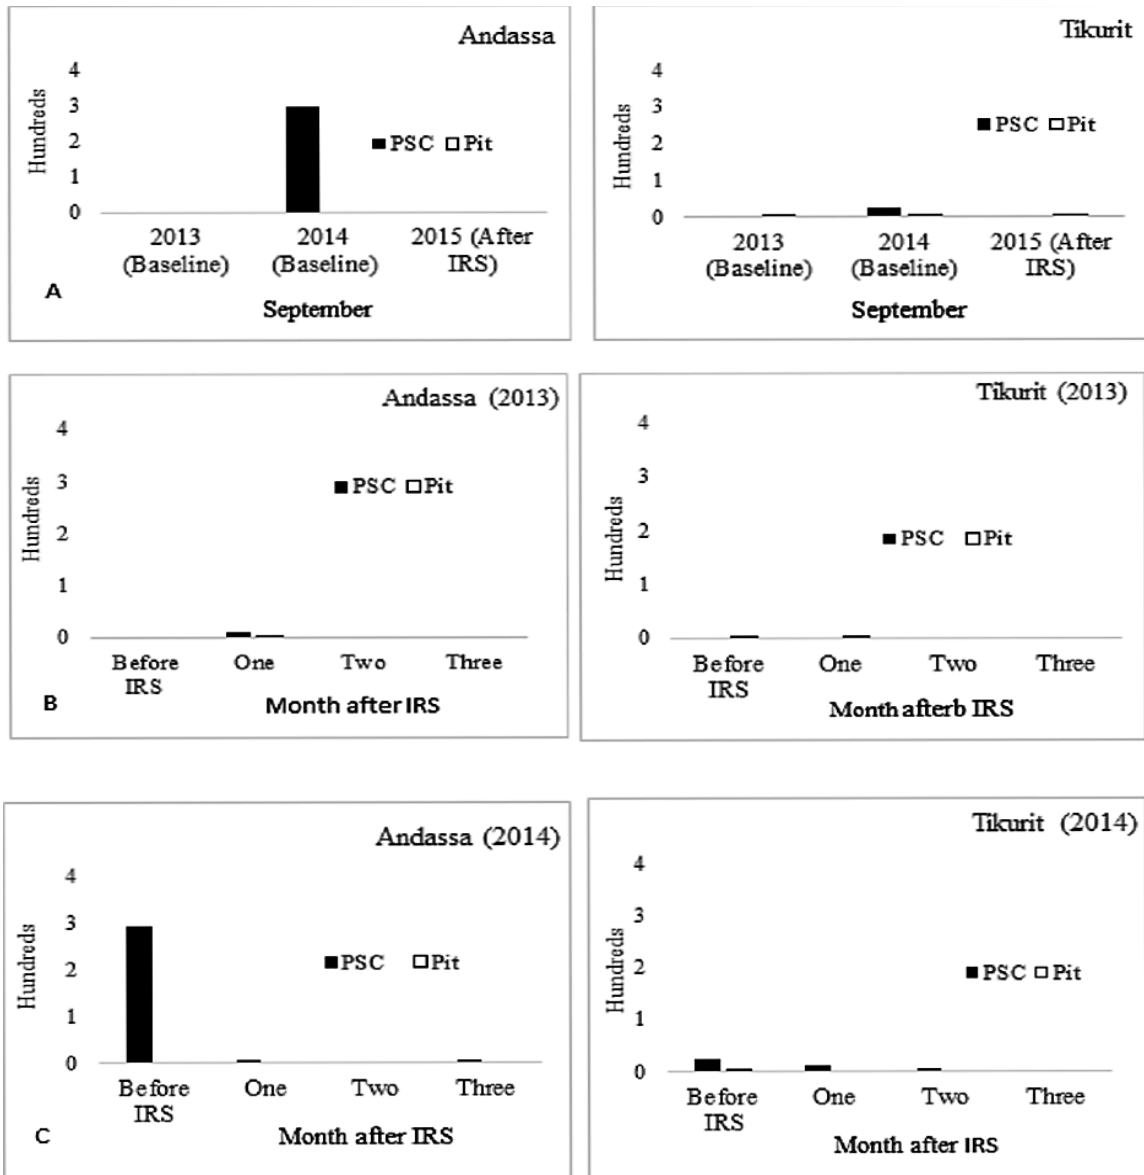 Andassa
Hundreds
4
3
2
1
0
PSC Pit
2013 (Baseline)
2014 (Baseline)
2015 (After IRS)
A
September
Tikurit
Hundreds
4
3
2
1
0
PSC Pit
2013 (Baseline)
2014 (Baseline)
2015 (After IRS)
September
Andassa (2013)
Hundreds
4
3
2
1
0
PSC Pit
Before IRS
One
Two
Three
B
Month after IRS
Tikurit (2013)
Hundreds
4
3
2
1
0
PSC Pit
Before IRS
One
Two
Three
Month afterb IRS
Andassa (2014)
Hundreds
4
3
2
1
0
PSC Pit
Before IRS
One
Two
Three
C
Month after IRS
Tikurit (2014)
Hundreds
4
3
2
1
0
PSC Pit
Before IRS
One
Two
Three
Month after IRS